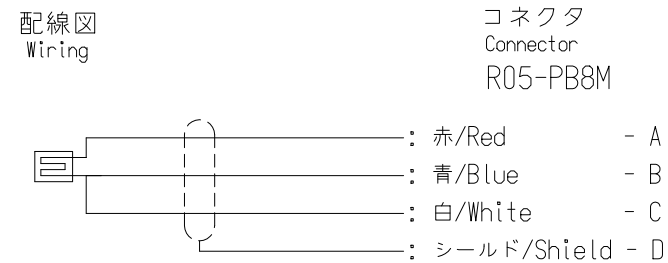 配線図
Wiring
コネクタ
Connector
R05-PB8M
: 赤/Red - A
: 青/Blue - B
: 白/White - C
: シールド/Shield - D